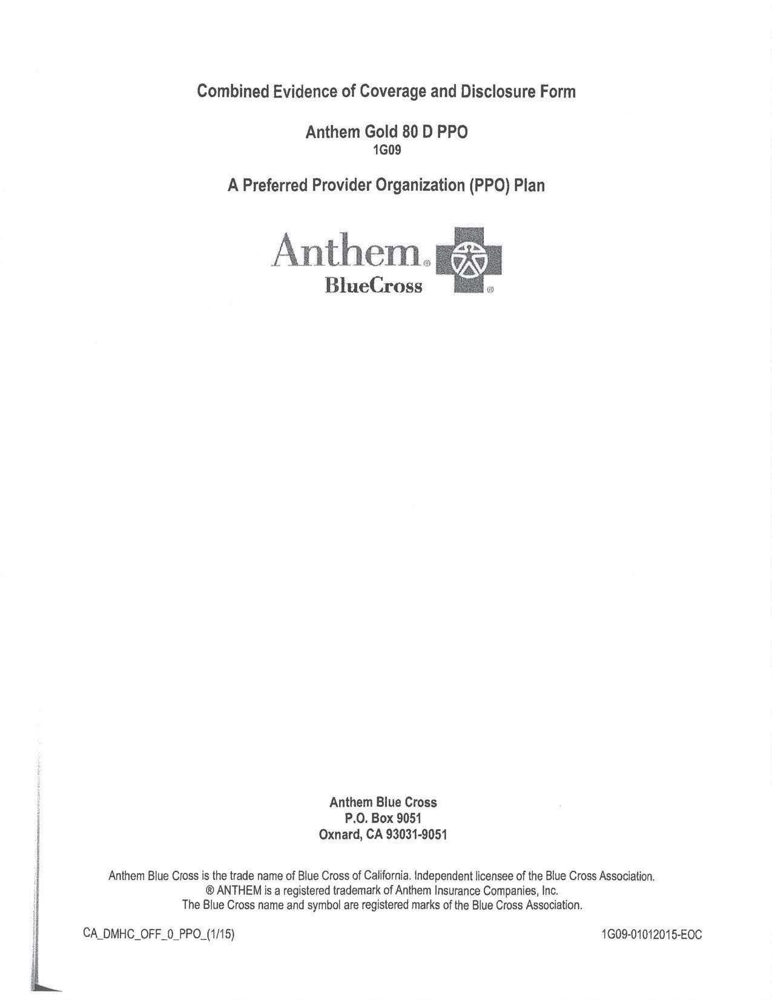 Combined Evidence of Coverage and Disclosure Form
Anthem Gold 80 D PPO
1G09
A Preferred Provider Organization (PPO) Plan
Anthem®
BlueCross ®
Anthem Blue Cross
P.O. Box 9051
Oxnard, CA 93031-9051
Anthem Blue Cross is the trade name of Blue Cross of California. Independent licensee of the Blue Cross Association.
® ANTHEM is a registered trademark of Anthem Insurance Companies, Inc.
The Blue Cross name and symbol are registered marks of the Blue Cross Association.
CA_DMHC_OFF_0_PPO_(1/15) 1G09-01012015-EOC